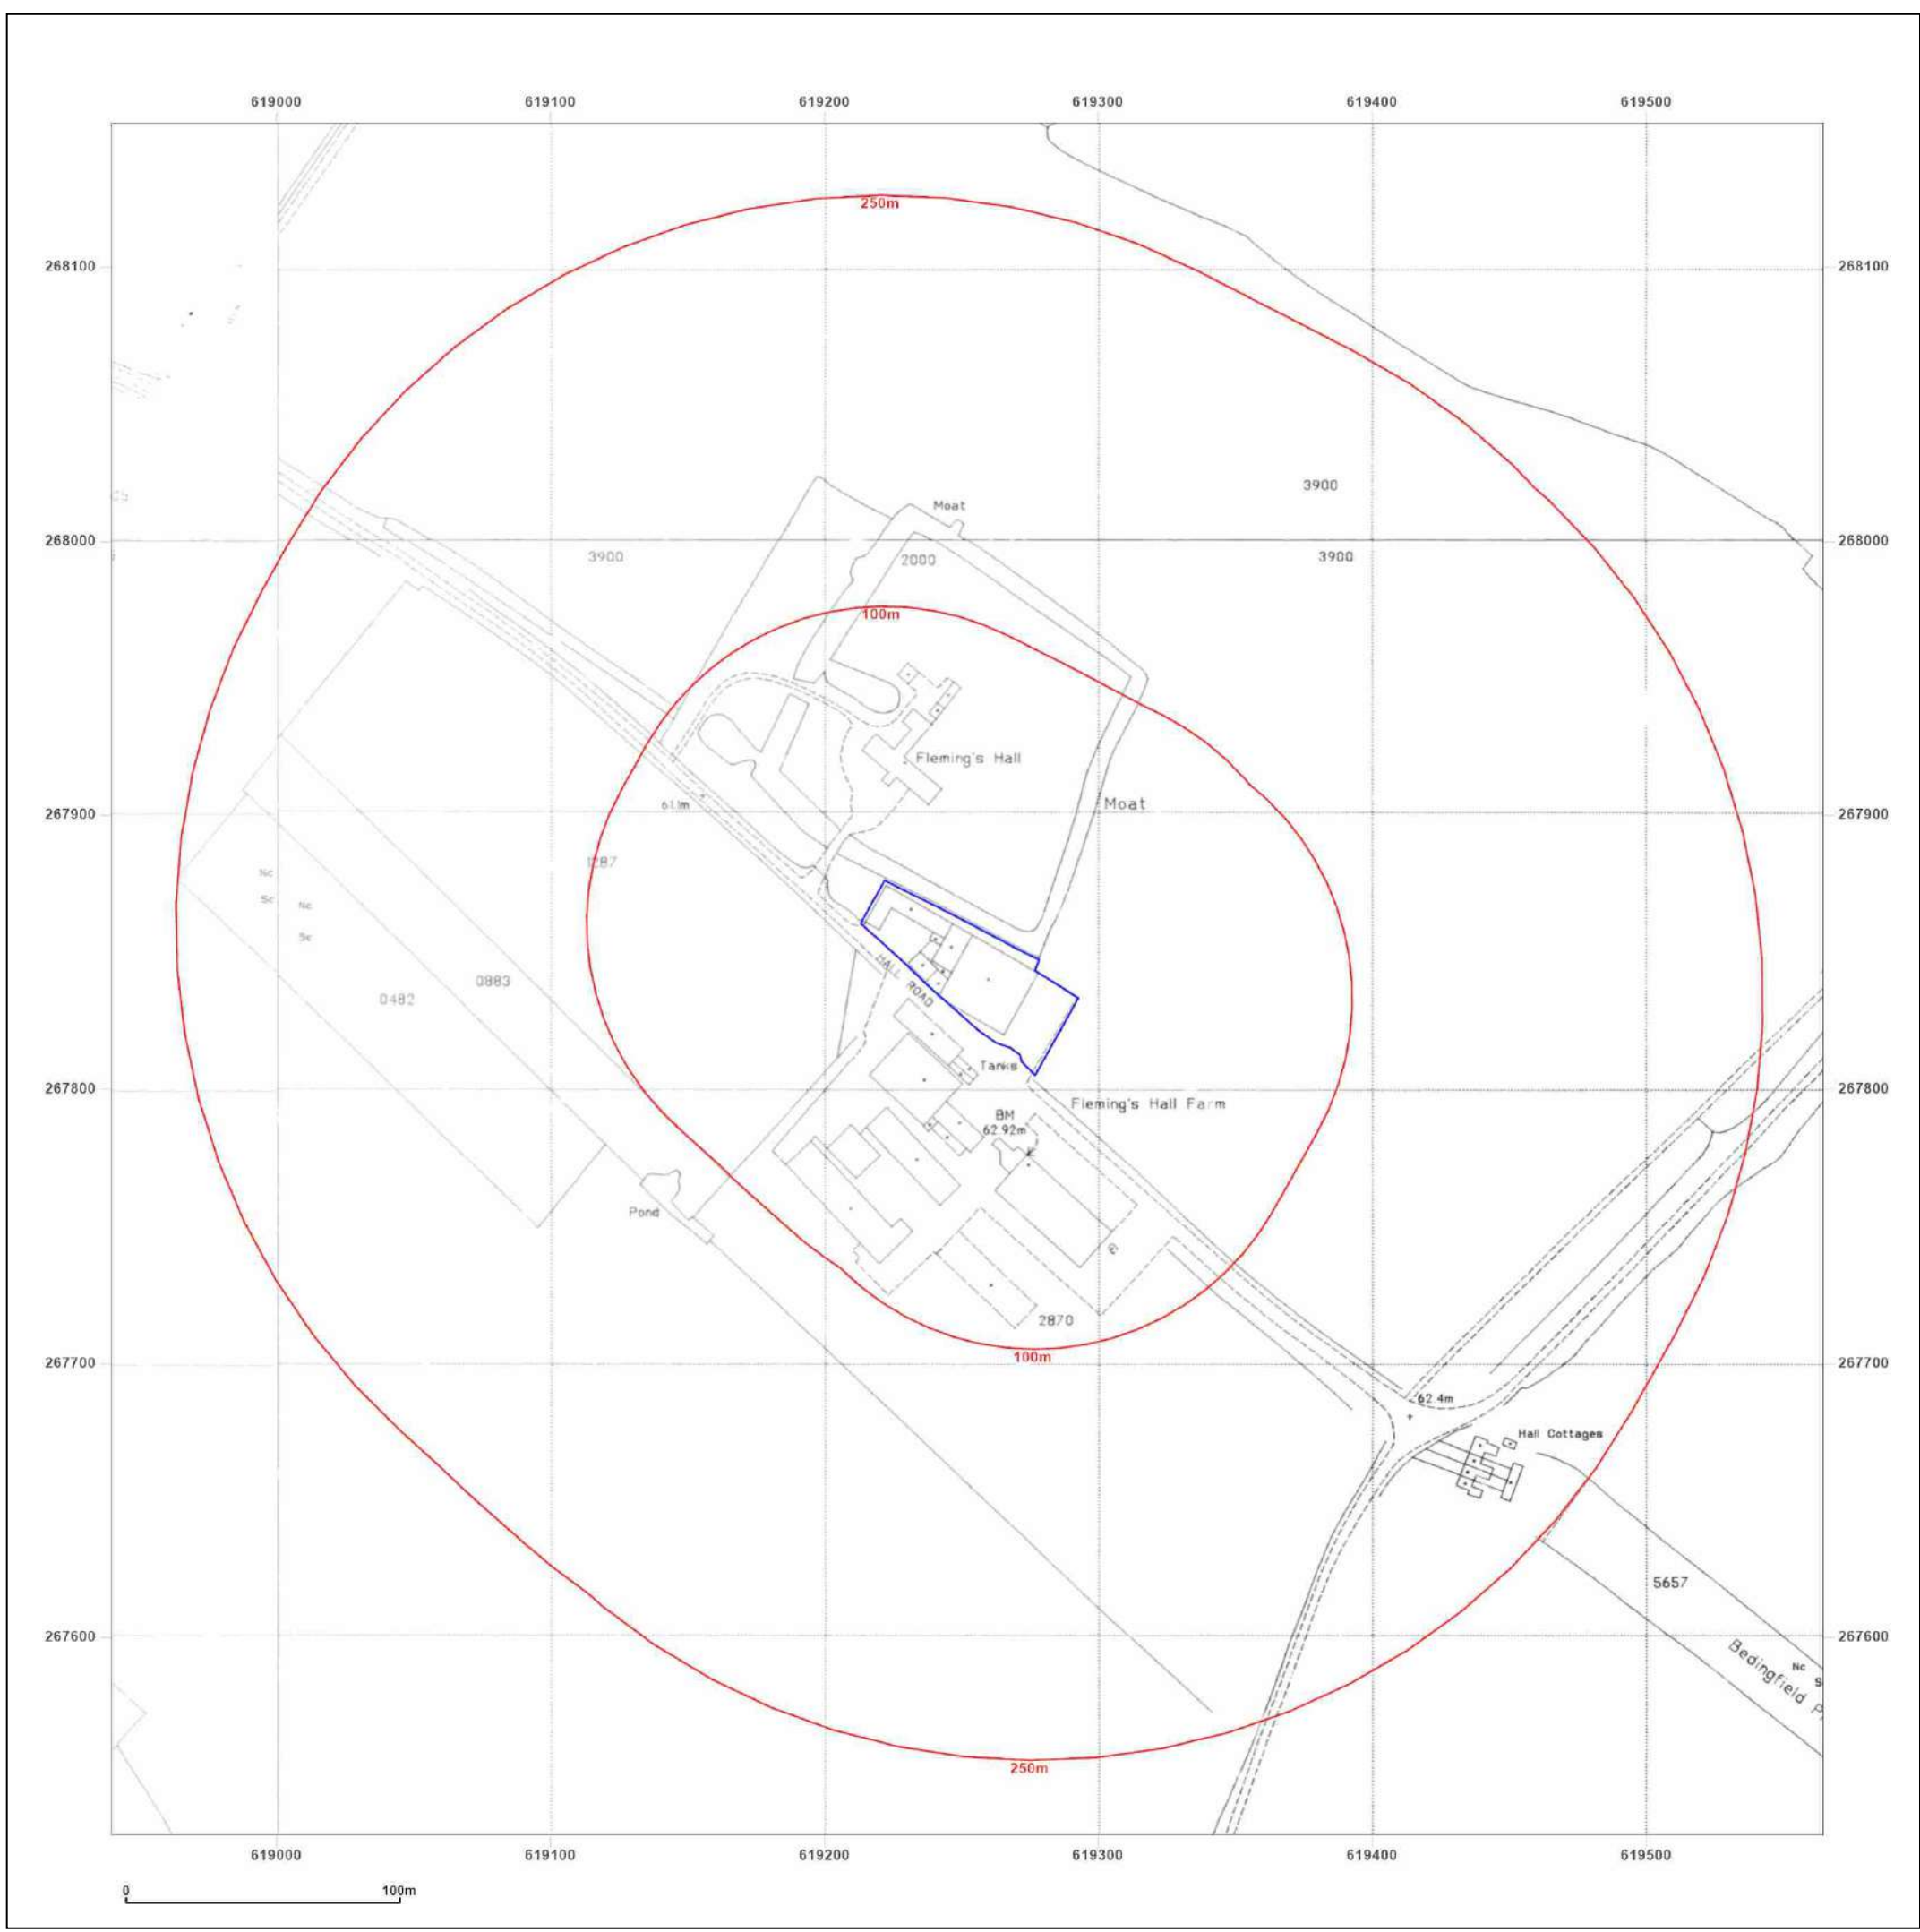 619000 619100 619200 619300 619400 619500
250m
268100 268100
3900
Moat
268000 268000
3900 2000 3900
100m
Fleming's Hall
61.1m
Moat
267900 267900
1287
Nc
Sc Nc
Sc
HALL ROAD
0883
0482
Tanks
267800 267800
Fleming's Hall Farm
BM
62.92m
Pond
G
2870
100m
267700 267700
62.4m
Hall Cottages
5657
267600 267600
Bedingfield
Nc
250m
619000 619100 619200 619300 619400 619500
0 100m